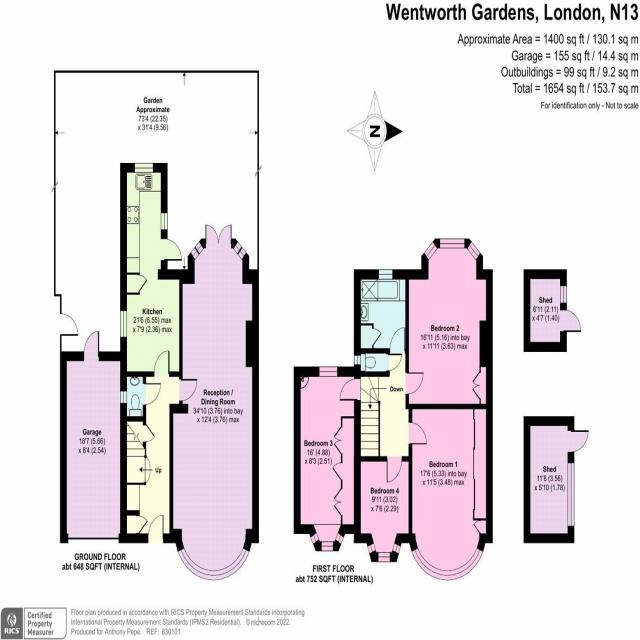 Wentworth Gardens, London, N13
Approximate Area = 1400 sq ft / 130.1 sq m
Garage = 155 sq ft / 14.4 sq m
Outbuildings = 99 sq ft / 9.2 sq m
Total = 1654 sq ft / 153.7 sq m
For identification only - Not to scale
Garden
Approximate
73'4 (22.35)
x 31'4 (9.56)
N
Kitchen
21'6 (6.55) max
x 7'9 (2.36) max
Reception /
Dining Room
34'10 (3.76) into bay
x 12'4 (3.76) max
Garage
18'7 (5.66)
x 8'4 (2.54)
Up
GROUND FLOOR
abt 648 SQFT (INTERNAL)
Bedroom 2
16'11 (5.16) into bay
x 11'11 (3.63) max
Down
Bedroom 3
16' (4.88)
x 8'3 (2.51)
Bedroom 1
17'6 (5.33) into bay
x 11'5 (3.48) max
Bedroom 4
9'11 (3.02)
x 7'6 (2.29)
FIRST FLOOR
abt 752 SQFT (INTERNAL)
Shed
6'11 (2.11)
x 4'7 (1.40)
Shed
11'8 (3.56)
x 5'10 (1.78)
RICS
Certified
Property
Measurer
Floor plan produced in accordance with RICS Property Measurement Standards incorporating
International Property Measurement Standards (IPMS2 Residential). © nichecom 2022.
Produced for Anthony Pepe. REF: 830101